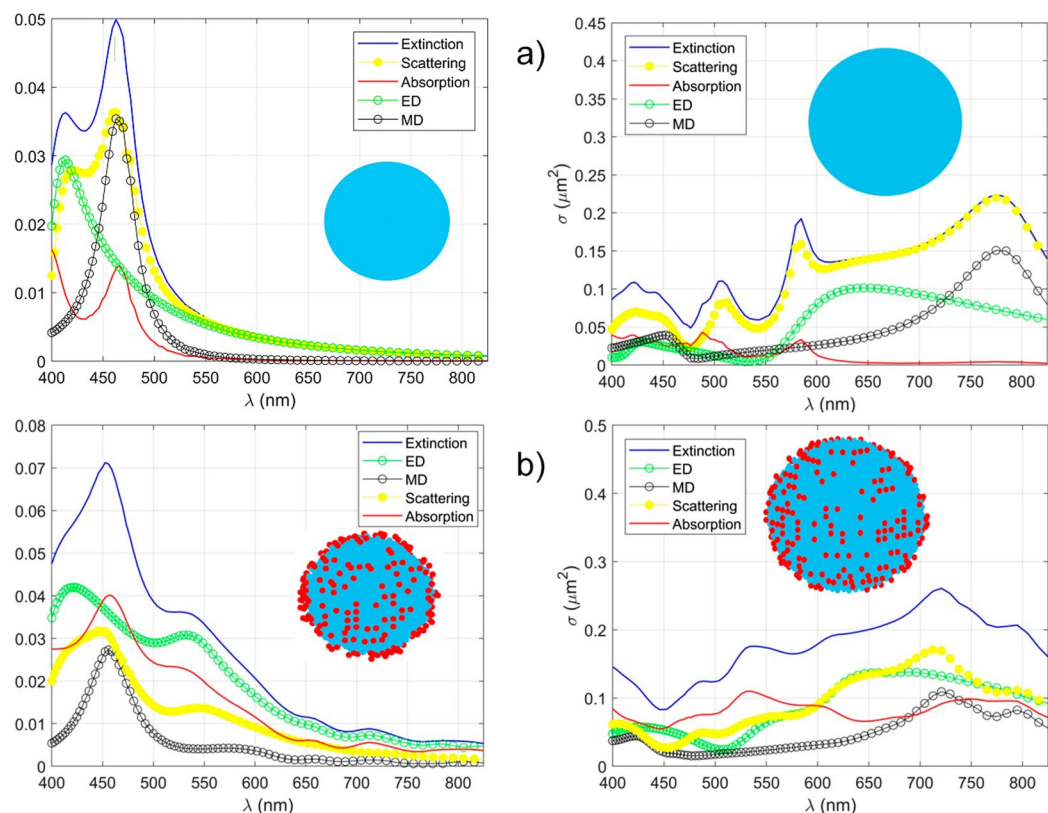 0.05
0.04
0.03
0.02
0.01
0
Extinction
Scattering
Absorption
ED
MD
400 450 500 550 600 650 700 750 800
λ (nm)
a)
σ (μm²)
0.45
0.4
0.35
0.3
0.25
0.2
0.15
0.1
0.05
0
Extinction
Scattering
Absorption
ED
MD
400 450 500 550 600 650 700 750 800
λ (nm)
0.08
0.07
0.06
0.05
0.04
0.03
0.02
0.01
0
Extinction
ED
MD
Scattering
Absorption
400 450 500 550 600 650 700 750 800
λ (nm)
b)
σ (μm²)
0.5
0.4
0.3
0.2
0.1
0
Extinction
ED
MD
Scattering
Absorption
400 450 500 550 600 650 700 750 800
λ (nm)